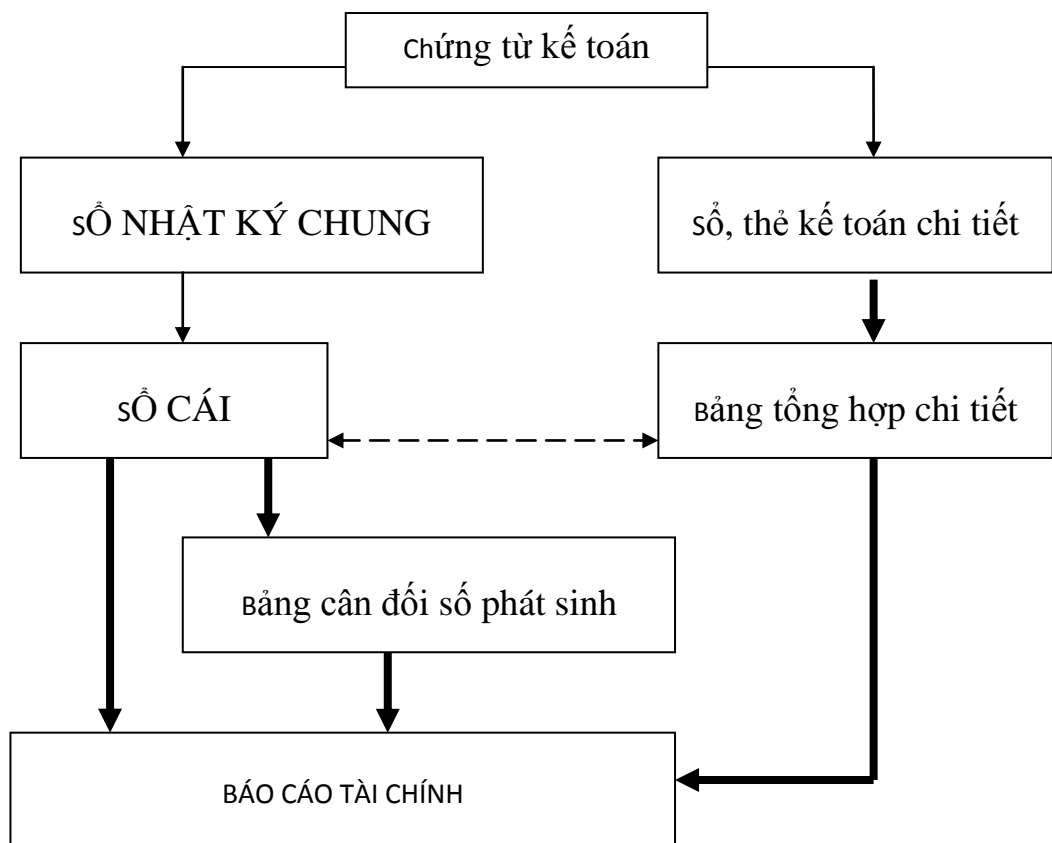 Chứng từ kế toán
SỔ NHẬT KÝ CHUNG
Sổ, thẻ kế toán chi tiết
SỔ CÁI
Bảng tổng hợp chi tiết
Bảng cân đối số phát sinh
BÁO CÁO TÀI CHÍNH